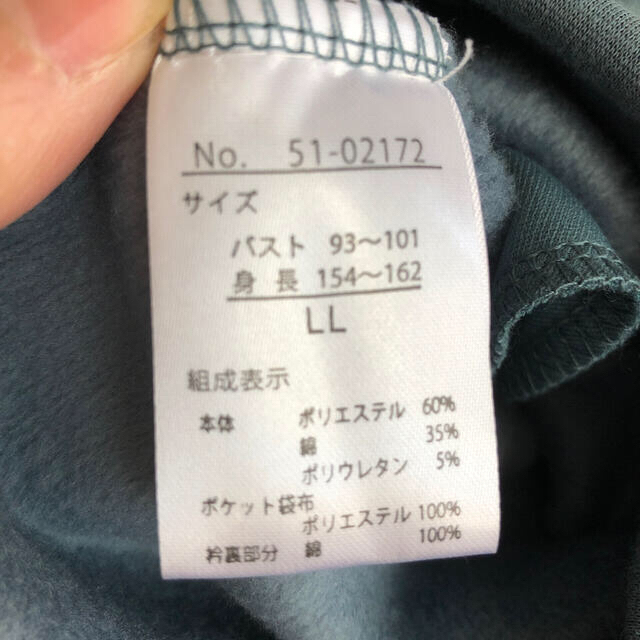 No. 51-02172
サイズ
バスト 93〜101
身長 154〜162
LL
組成表示
本体 ポリエステル 60%
綿 35%
ポリウレタン 5%
ポケット袋布
ポリエステル 100%
衿裏部分 綿 100%